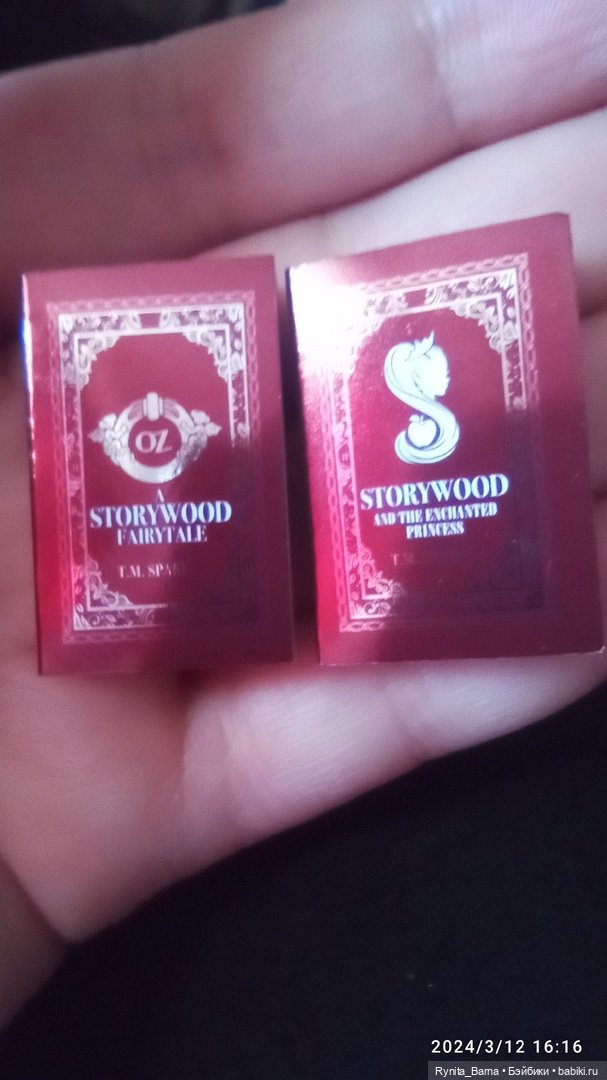 OZ
A
STORYWOOD
FAIRYTALE
T.M.
STORYWOOD
AND THE ENCHANTED
PRINCESS
2024/3/12 16:16
Rynita_Bama • Бэйбики • babiki.ru